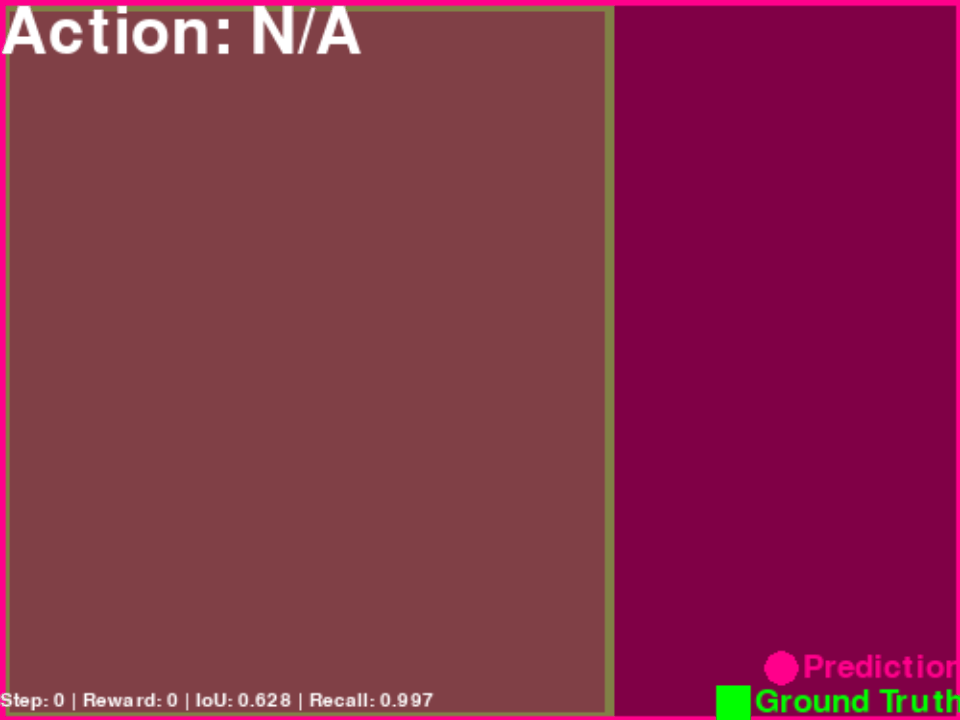 Action: N/A
Prediction
Step: 0 | Reward: 0 | IoU: 0.628 | Recall: 0.997
Ground Truth